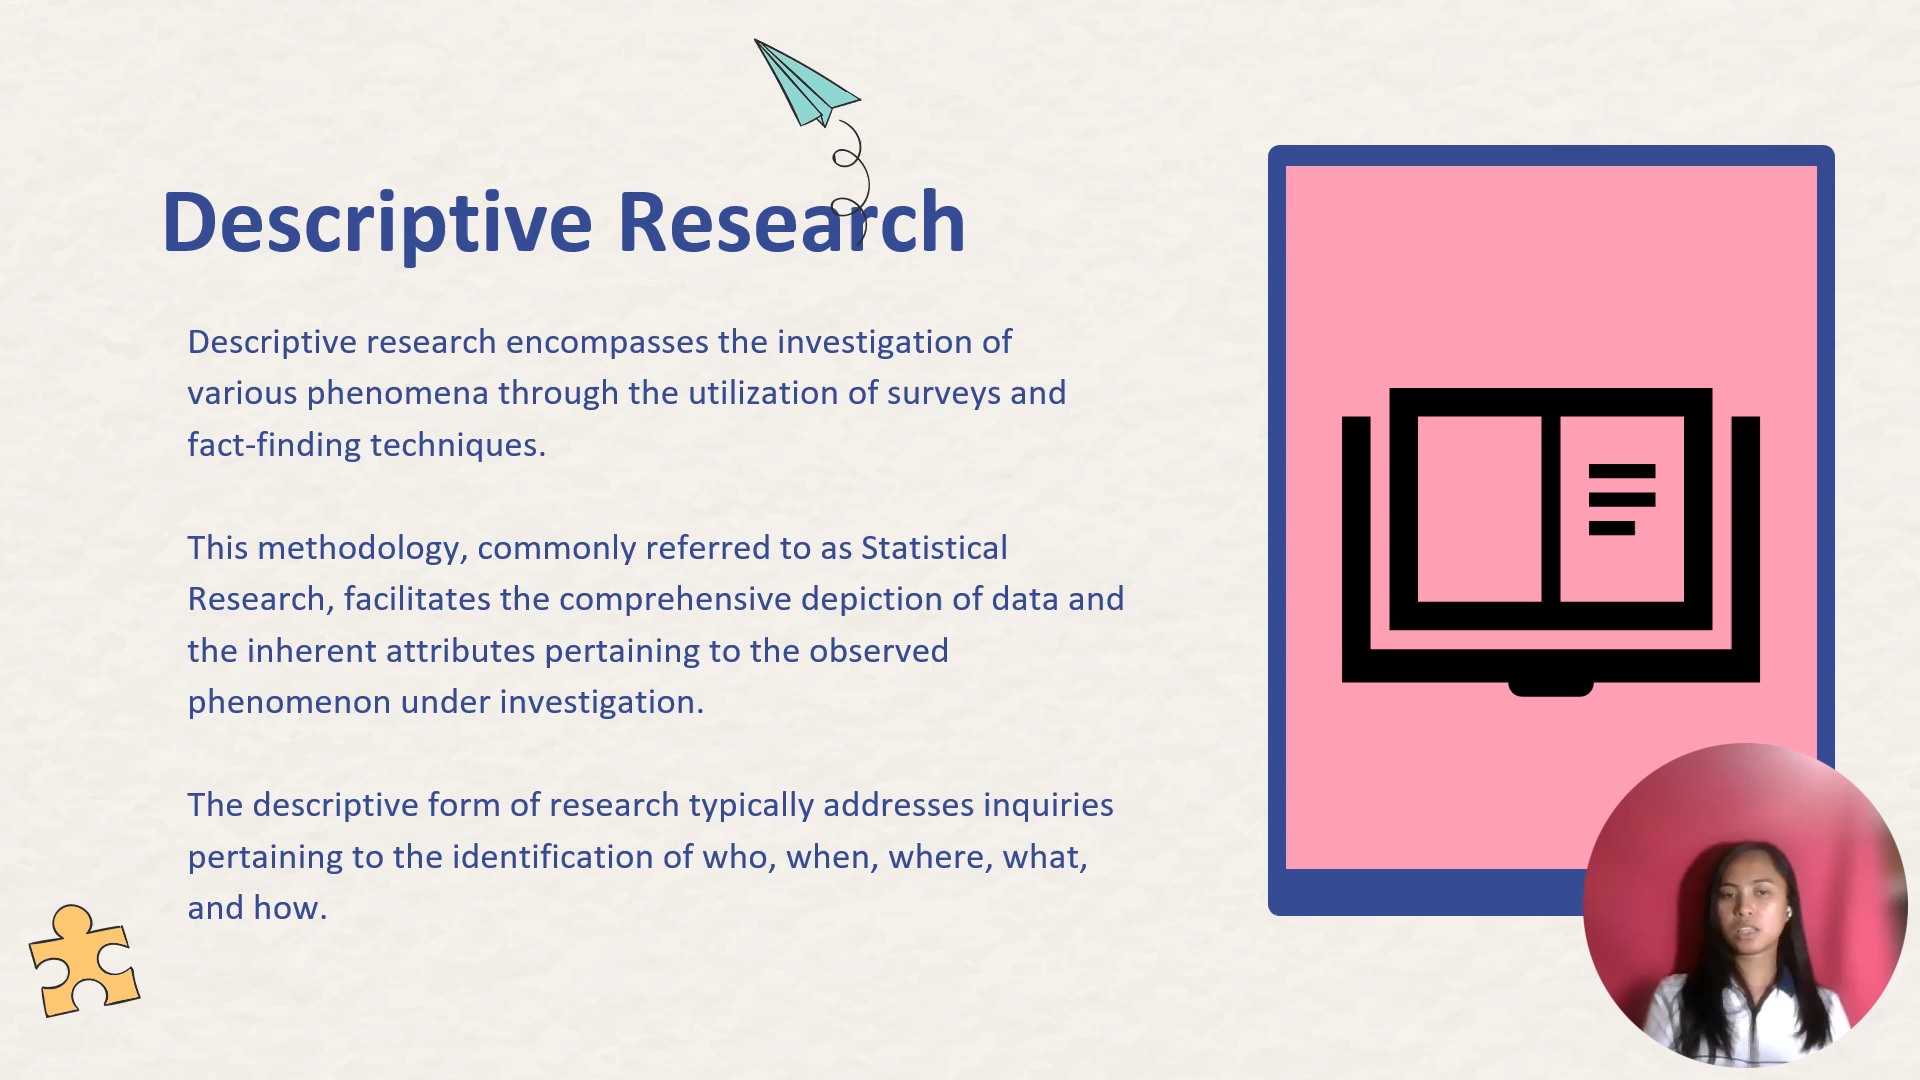 Descriptive Research
Descriptive research encompasses the investigation of
various phenomena through the utilization of surveys and
fact-finding techniques.
This methodology, commonly referred to as Statistical
Research, facilitates the comprehensive depiction of data and
the inherent attributes pertaining to the observed
phenomenon under investigation.
The descriptive form of research typically addresses inquiries
pertaining to the identification of who, when, where, what,
and how.